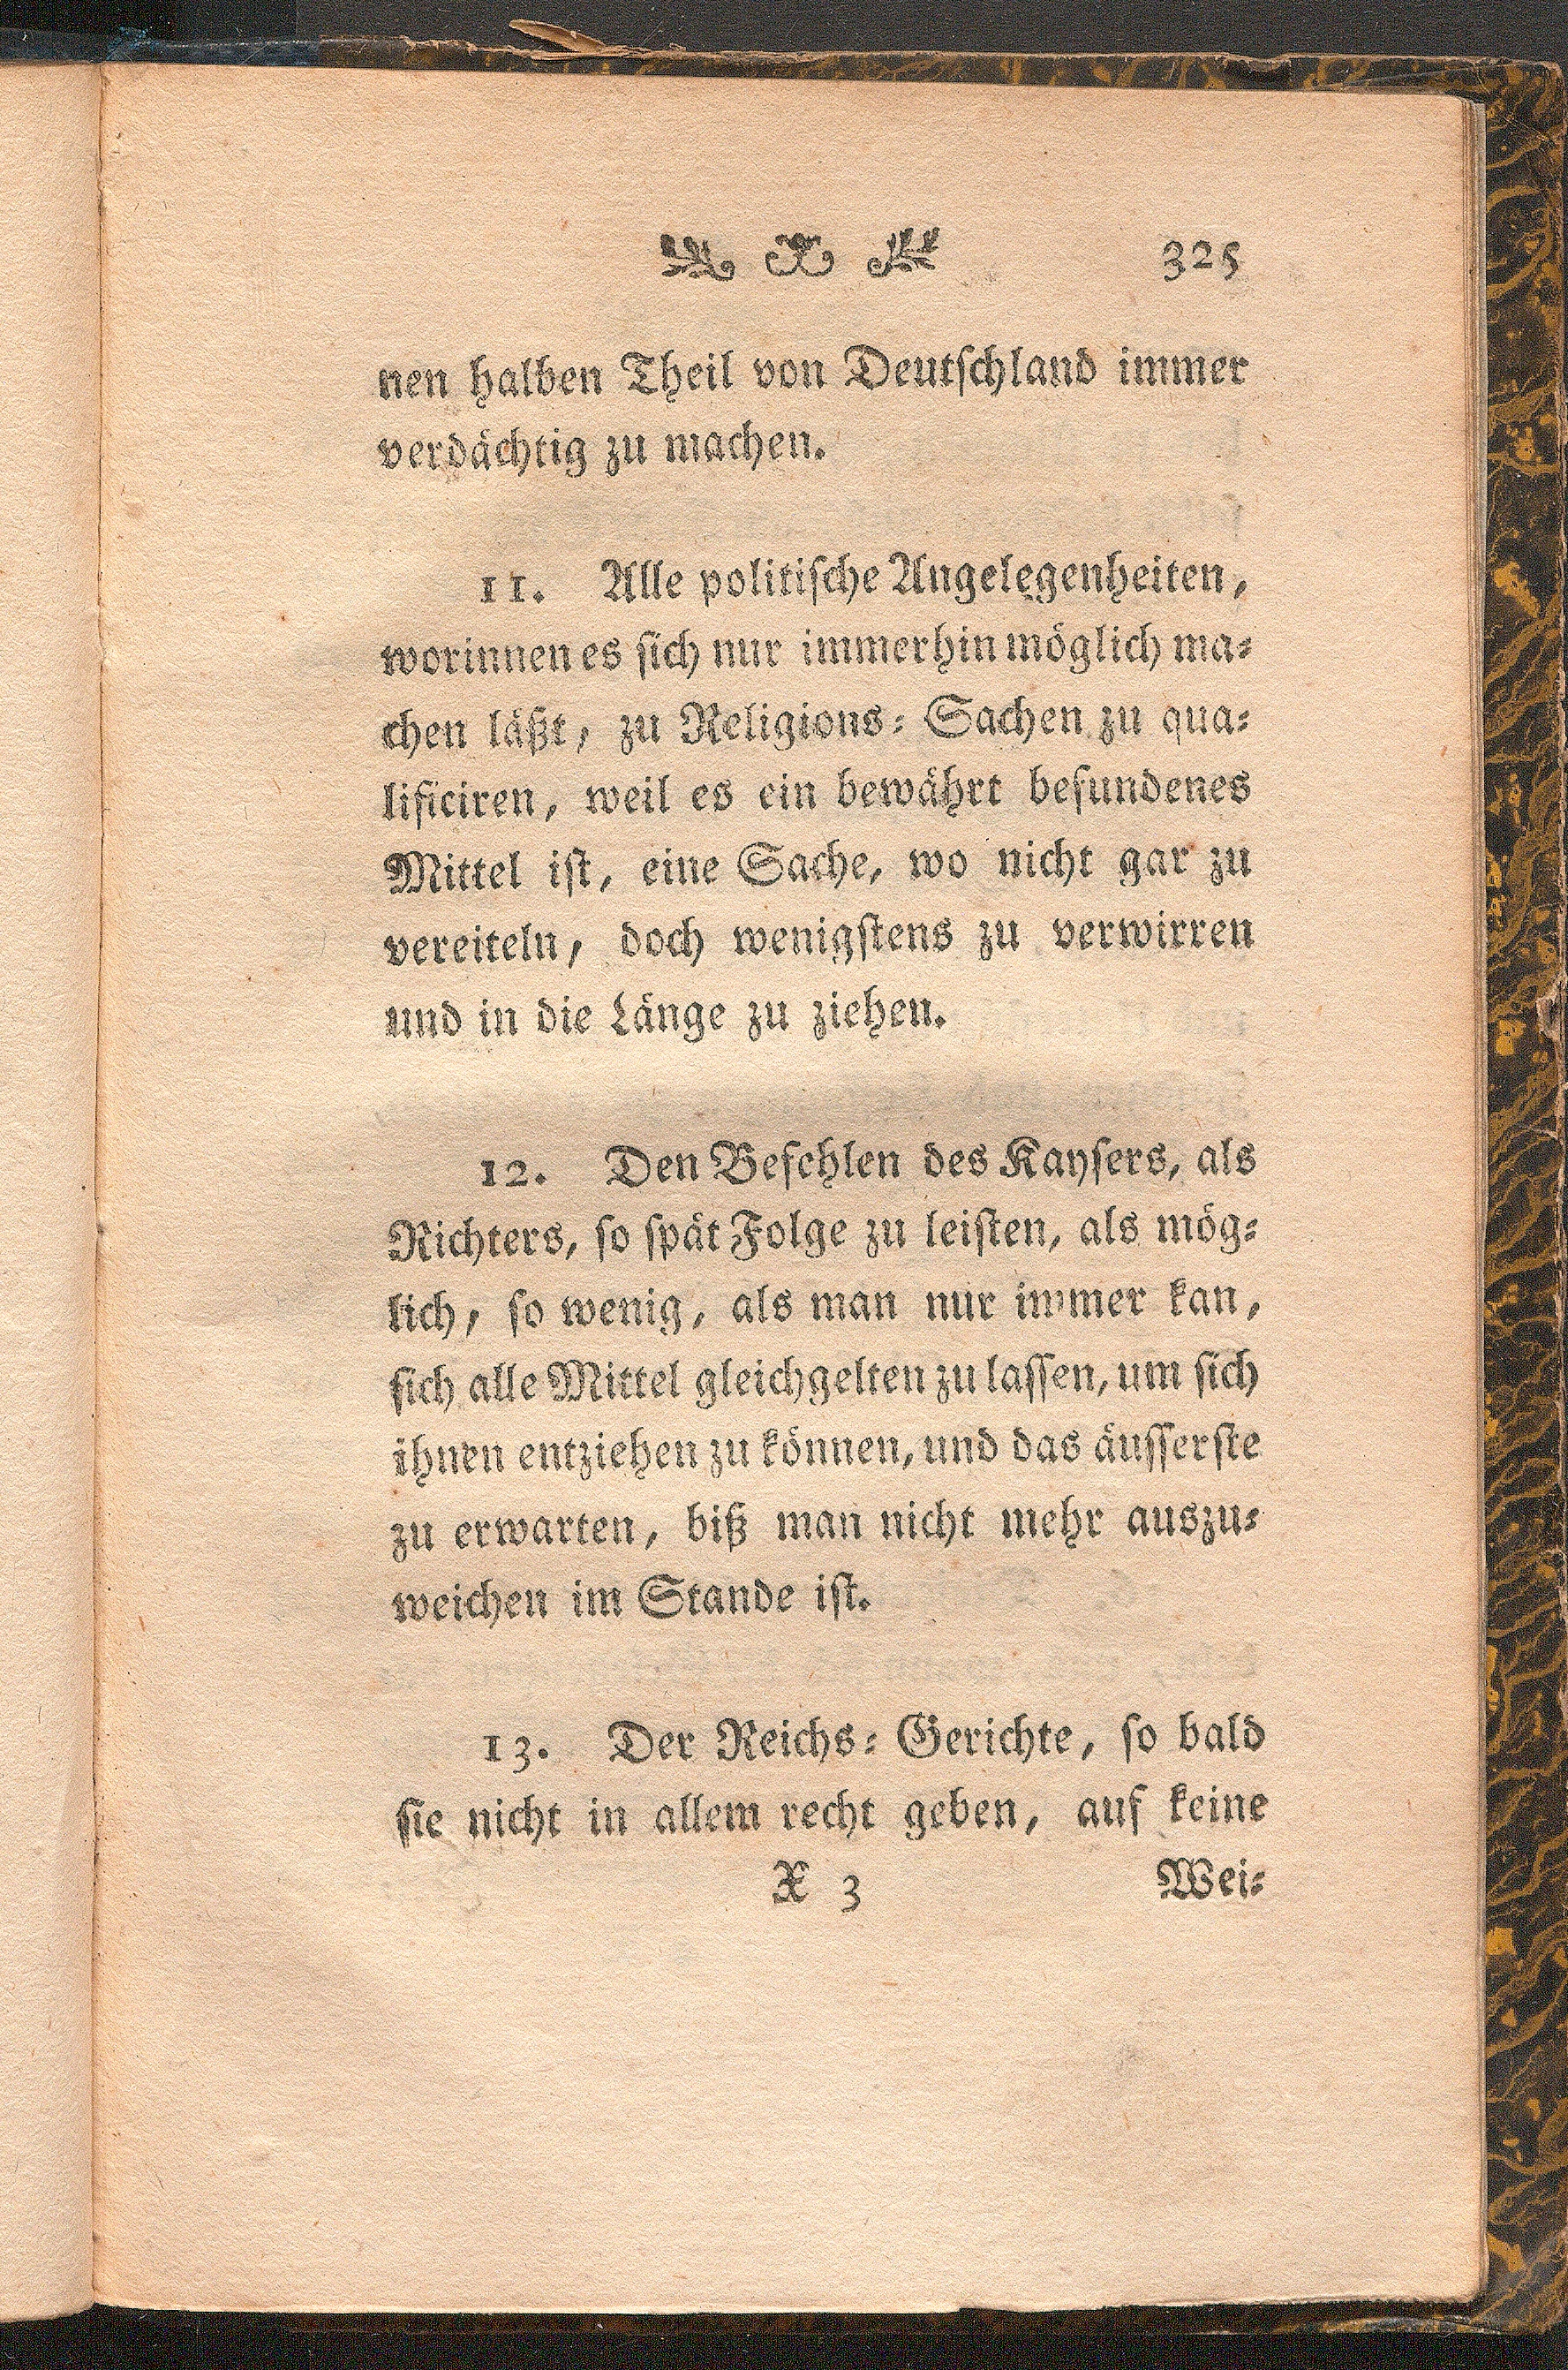 325
nen halben Theil von Deutſchland immer
verdächtig zu machen.
11. Alle politiſche Angelegenheiten,
worinnen es ſich nur immerhin möglich ma⸗
chen läßt, zu Religions⸗Sachen zu qua⸗
lificiren, weil es ein bewährt befundenes
Mittel iſt, eine Sache, wo nicht gar zu
vereiteln, doch wenigſtens zu verwirren
und in die Länge zu ziehen.
12. Den Befehlen des Kayſers, als
Richters, ſo ſpät Folge zu leiſten, als mög⸗
lich, ſo wenig, als man nur immer kan,
ſich alle Mittel gleichgelten zu laſſen, um ſich
ihnen entziehen zu können, und das äuſſerſte
zu erwarten, biß man nicht mehr auszu⸗
weichen im Stande iſt.
13. Der Reichs⸗Gerichte, ſo bald
ſie nicht in allem recht geben, auf keine
X 3 Wei⸗